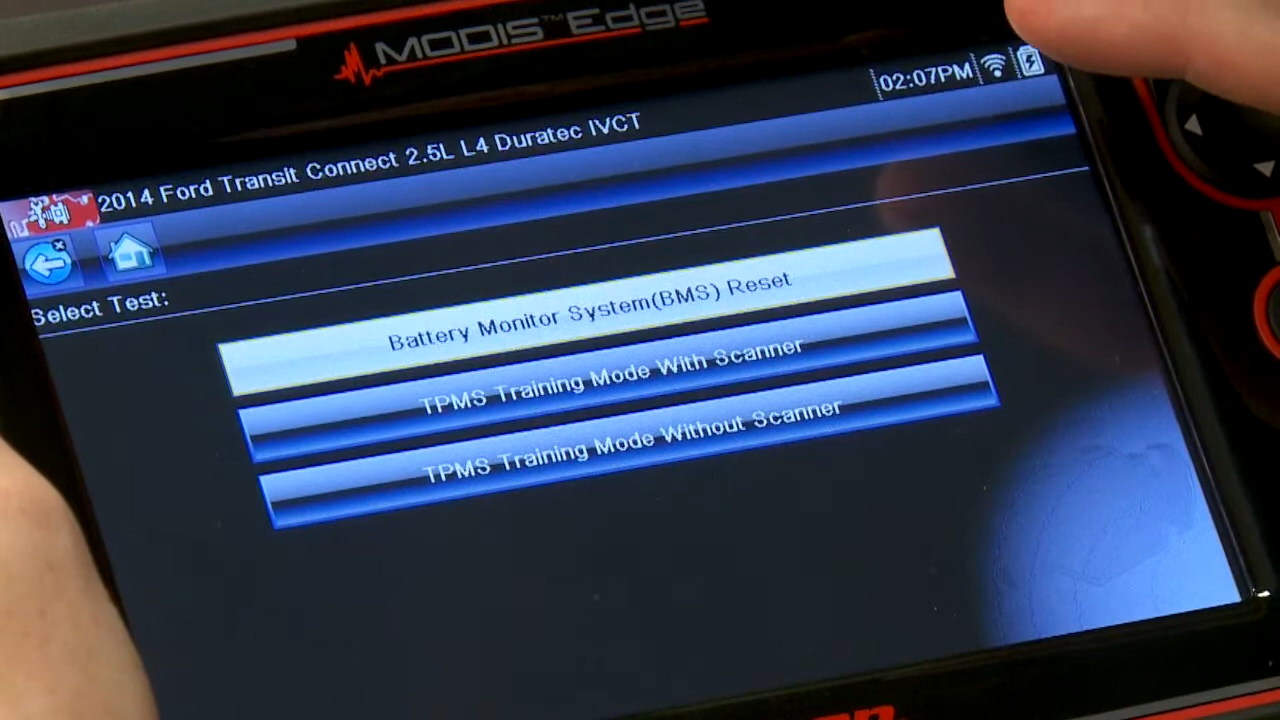 MODIS™ Edge
02:07PM
2014 Ford Transit Connect 2.5L L4 Duratec IVCT
Select Test:
Battery Monitor System(BMS) Reset
TPMS Training Mode With Scanner
TPMS Training Mode Without Scanner